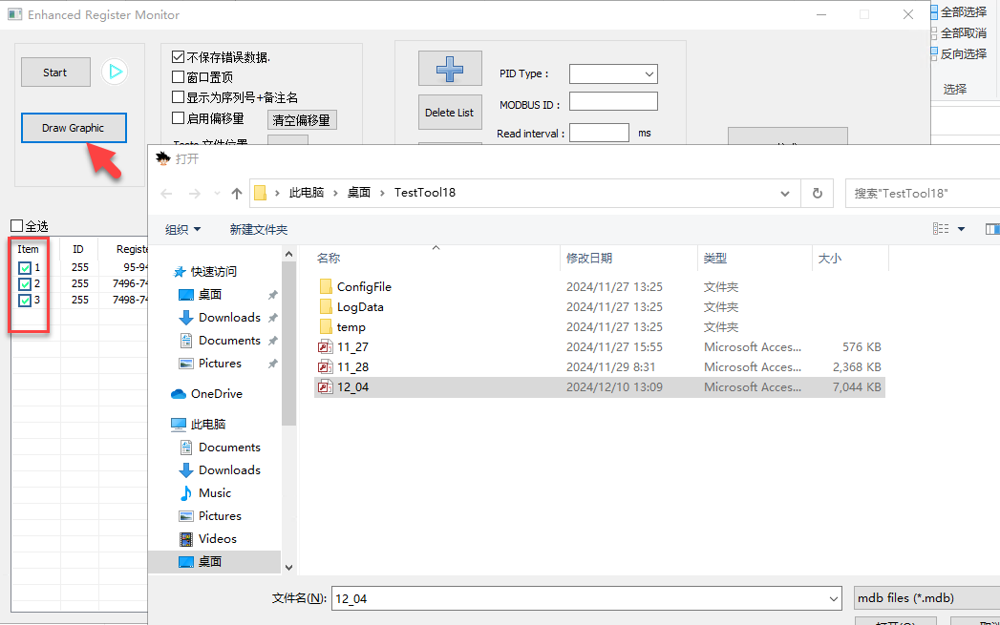 Enhanced Register Monitor
全部选择
全部取消
反向选择
选择
Start
Draw Graphic
不保存错误数据.
窗口置顶
显示为序列号+备注名
启用偏移量
清空偏移量
文件位置
Delete List
PID Type :
MODBUS ID :
Read interval :
ms
全选
Item ID Registe
1 255 95-94
2 255 7496-74
3 255 7498-74
打开
此电脑 桌面 TestTool18
搜索"TestTool18"
组织 新建文件夹
快速访问
桌面
Downloads
Documents
Pictures
OneDrive
此电脑
Documents
Downloads
Music
Pictures
Videos
桌面
名称 修改日期 类型 大小
ConfigFile 2024/11/27 13:25 文件夹
LogData 2024/11/27 13:25 文件夹
temp 2024/11/27 13:25 文件夹
11_27 2024/11/27 15:55 Microsoft Acces... 576 KB
11_28 2024/11/29 8:31 Microsoft Acces... 2,368 KB
12_04 2024/12/10 13:09 Microsoft Acces... 7,044 KB
文件名(N): 12_04
mdb files (*.mdb)
打开(O)
取消